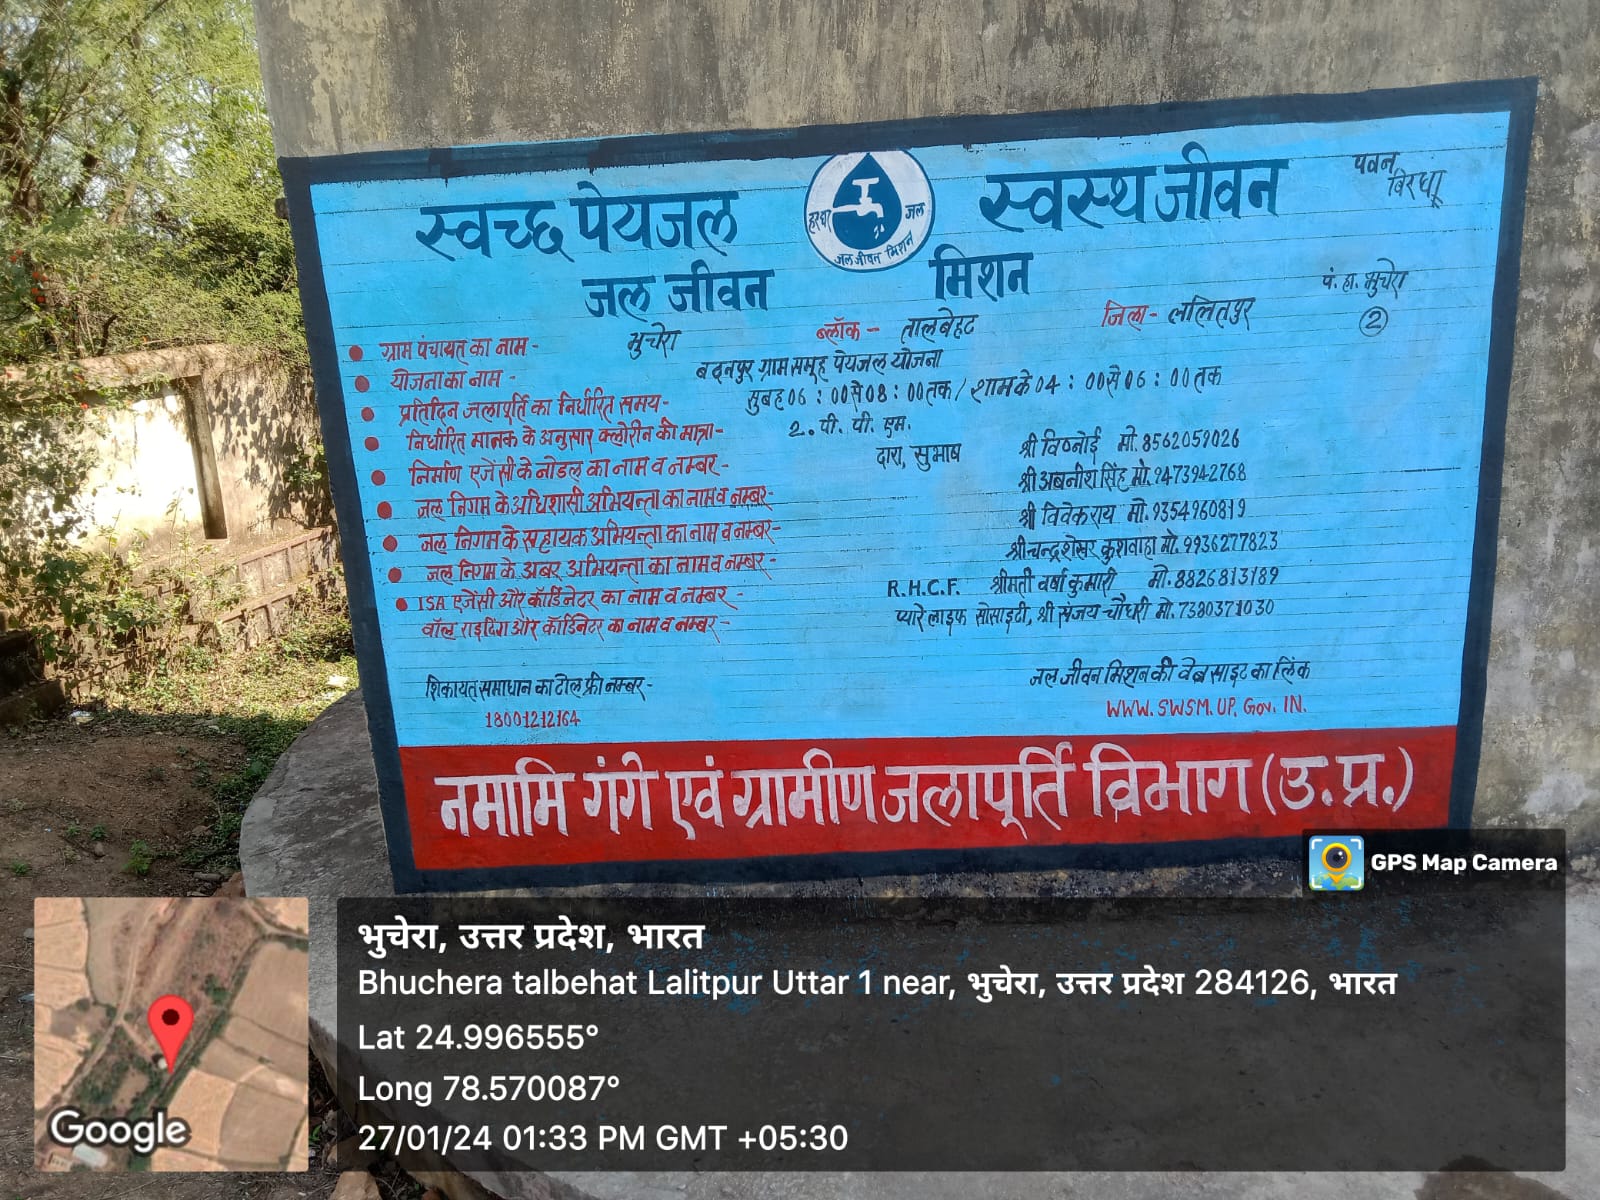 स्वच्छ पेयजल
स्वस्थ जीवन
हर घर जल
जल जीवन मिशन
पवन
बिरधा
जल जीवन मिशन
पं. हा. भुचेरा
2
ग्राम पंचायत का नाम - भुचेरा ब्लॉक - तालबेहट जिला - ललितपुर
योजना का नाम - बदनपुर ग्राम समूह पेयजल योजना
प्रतिदिन जलापूर्ति का निर्धारित समय - सुबह 06 : 00 से 08 : 00 तक / शाम के 04 : 00 से 06 : 00 तक
निर्धारित मानक के अनुसार क्लोरीन की मात्रा - 2. पी. पी. एम.
निर्माण एजेंसी के नोडल का नाम व नम्बर - दारा, सुभाष श्री विष्नोई मो. 8562059026
जल निगम के अधिशासी अभियन्ता का नाम व नम्बर - श्री अबनीश सिंह मो. 9473942768
जल निगम के सहायक अभियन्ता का नाम व नम्बर - श्री विवेक राय मो. 9354960819
जल निगम के अबर अभियन्ता का नाम व नम्बर - श्री चन्द्रशेखर कुशवाहा मो. 9936277823
ISA एजेंसी और कॉर्डिनेटर का नाम व नम्बर - R.H.C.F. श्रीमती वर्षा कुमारी मो. 8826813189
वॉल राइटिंग और कॉर्डिनेटर का नाम व नम्बर - प्यारे लाइफ सोसाइटी, श्री संजय चौधरी मो. 7380371030
शिकायत समाधान का टोल फ्री नम्बर -
18001212164
जल जीवन मिशन की वेबसाइट का लिंक
WWW. SWSM. UP. Gov. IN.
नमामि गंगे एवं ग्रामीण जलापूर्ति विभाग (उ.प्र.)
GPS Map Camera
भुचेरा, उत्तर प्रदेश, भारत
Bhuchera talbehat Lalitpur Uttar 1 near, भुचेरा, उत्तर प्रदेश 284126, भारत
Lat 24.996555°
Long 78.570087°
27/01/24 01:33 PM GMT +05:30
Google